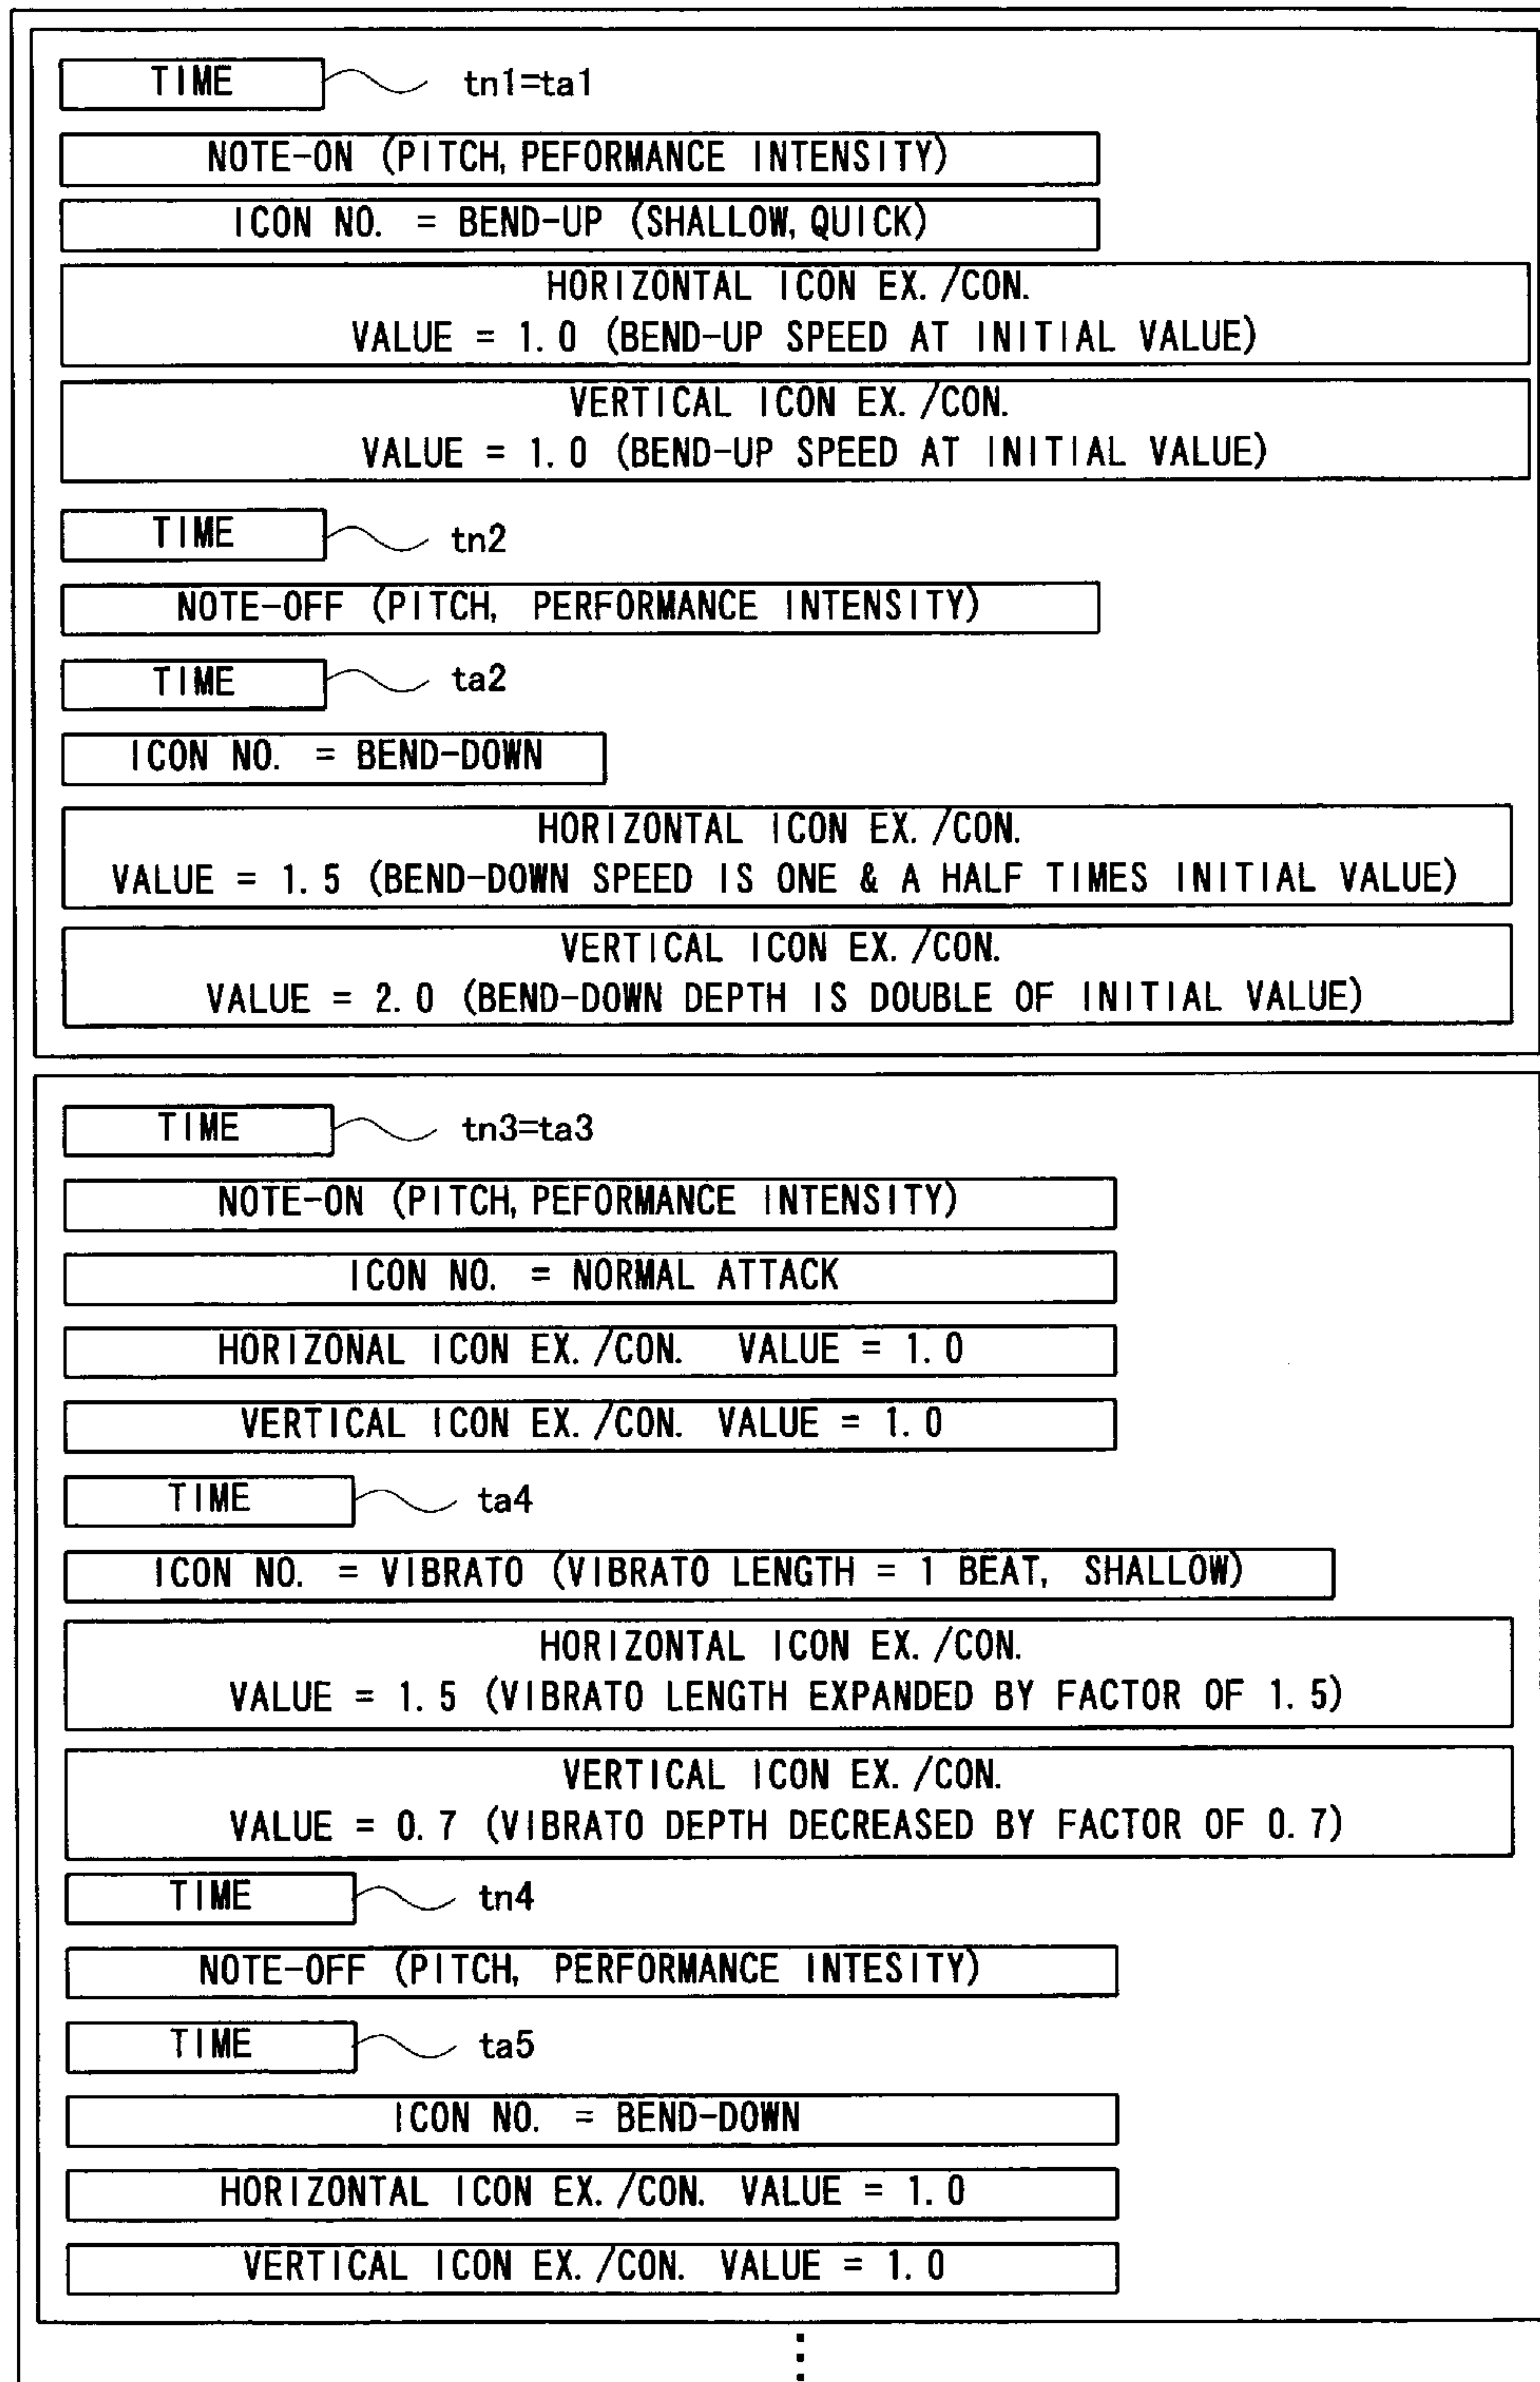 TIME tn1=ta1
NOTE-ON (PITCH, PEFORMANCE INTENSITY)
ICON NO. = BEND-UP (SHALLOW, QUICK)
HORIZONTAL ICON EX./CON.
VALUE = 1.0 (BEND-UP SPEED AT INITIAL VALUE)
VERTICAL ICON EX./CON.
VALUE = 1.0 (BEND-UP SPEED AT INITIAL VALUE)
TIME tn2
NOTE-OFF (PITCH, PERFORMANCE INTENSITY)
TIME ta2
ICON NO. = BEND-DOWN
HORIZONTAL ICON EX./CON.
VALUE = 1.5 (BEND-DOWN SPEED IS ONE & A HALF TIMES INITIAL VALUE)
VERTICAL ICON EX./CON.
VALUE = 2.0 (BEND-DOWN DEPTH IS DOUBLE OF INITIAL VALUE)
TIME tn3=ta3
NOTE-ON (PITCH, PEFORMANCE INTENSITY)
ICON NO. = NORMAL ATTACK
HORIZONAL ICON EX./CON. VALUE = 1.0
VERTICAL ICON EX./CON. VALUE = 1.0
TIME ta4
ICON NO. = VIBRATO (VIBRATO LENGTH = 1 BEAT, SHALLOW)
HORIZONTAL ICON EX./CON.
VALUE = 1.5 (VIBRATO LENGTH EXPANDED BY FACTOR OF 1.5)
VERTICAL ICON EX./CON.
VALUE = 0.7 (VIBRATO DEPTH DECREASED BY FACTOR OF 0.7)
TIME tn4
NOTE-OFF (PITCH, PERFORMANCE INTESITY)
TIME ta5
ICON NO. = BEND-DOWN
HORIZONTAL ICON EX./CON. VALUE = 1.0
VERTICAL ICON EX./CON. VALUE = 1.0